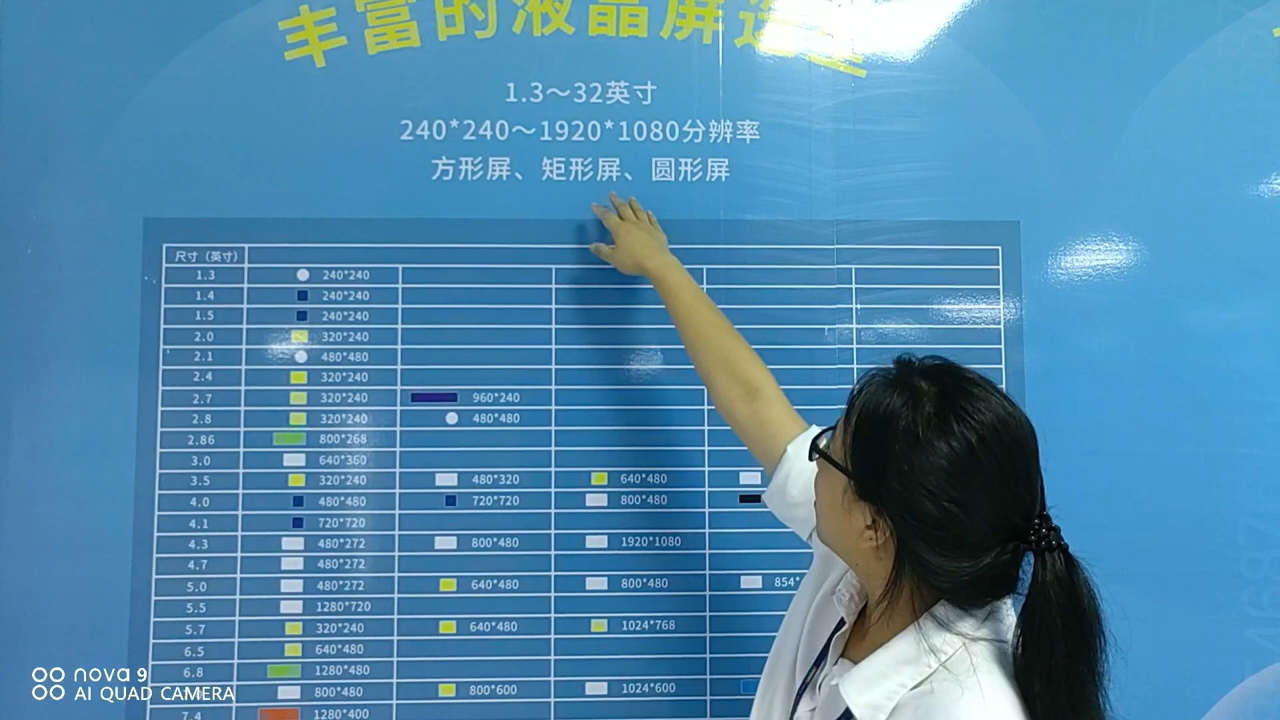 丰富的液晶屏选型
1.3～32英寸
240*240～1920*1080分辨率
方形屏、矩形屏、圆形屏
尺寸（英寸）
1.3 240*240
1.4 240*240
1.5 240*240
2.0 320*240
2.1 480*480
2.4 320*240
2.7 320*240 960*240
2.8 320*240 480*480
2.86 800*268
3.0 640*360
3.5 320*240 480*320 640*480
4.0 480*480 720*720 800*480
4.1 720*720
4.3 480*272 800*480 1920*1080
4.7 480*272
5.0 480*272 640*480 800*480 854*
5.5 1280*720
5.7 320*240 640*480 1024*768
6.5 640*480
6.8 1280*480
800*480 800*600 1024*600
7.4 1280*400
nova 9
AI QUAD CAMERA